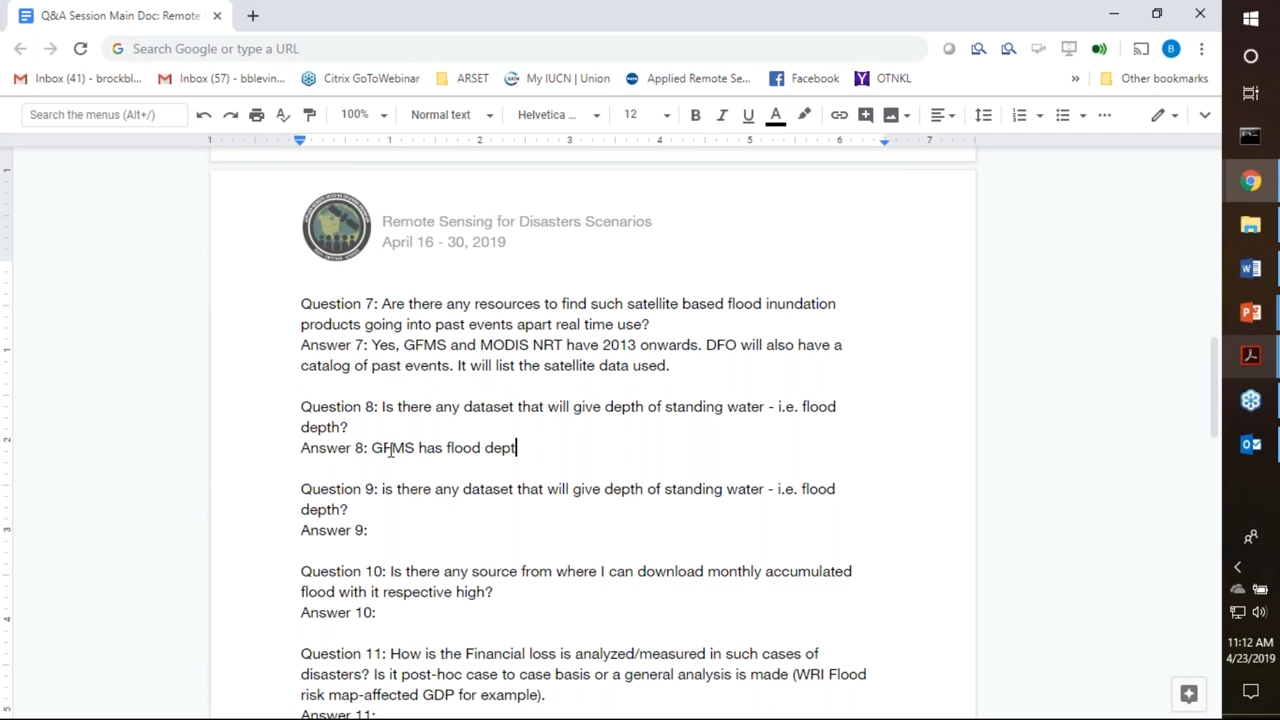 Q&A Session Main Doc: Remote
Search Google or type a URL
B
Inbox (41) - brockbl...
Inbox (57) - bblevin...
Citrix GoToWebinar
ARSET
My IUCN | Union
Applied Remote Se...
Facebook
OTNKL
»
Other bookmarks
Search the menus (Alt+/)
100%
Normal text
Helvetica ...
12
B I U A
1 1 2 3 4 5 6 7
Remote Sensing for Disasters Scenarios
April 16 - 30, 2019
Question 7: Are there any resources to find such satellite based flood inundation
products going into past events apart real time use?
Answer 7: Yes, GFMS and MODIS NRT have 2013 onwards. DFO will also have a
catalog of past events. It will list the satellite data used.
Question 8: Is there any dataset that will give depth of standing water - i.e. flood
depth?
Answer 8: GFMS has flood dept
Question 9: is there any dataset that will give depth of standing water - i.e. flood
depth?
Answer 9:
Question 10: Is there any source from where I can download monthly accumulated
flood with it respective high?
Answer 10:
Question 11: How is the Financial loss is analyzed/measured in such cases of
disasters? Is it post-hoc case to case basis or a general analysis is made (WRI Flood
risk map-affected GDP for example).
Answer 11:
11:12 AM
4/23/2019